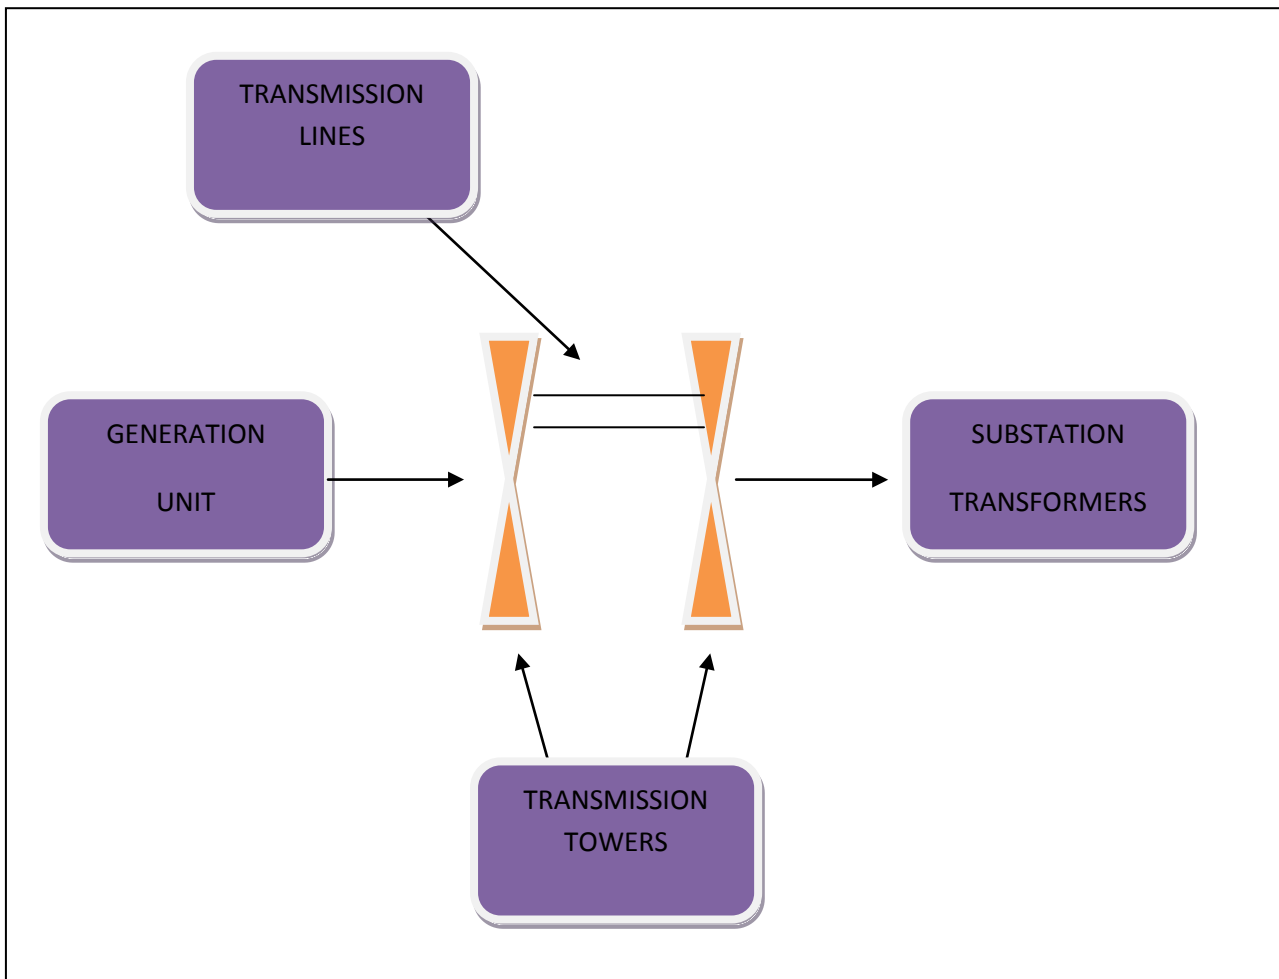 TRANSMISSION
LINES
GENERATION
UNIT
SUBSTATION
TRANSFORMERS
TRANSMISSION
TOWERS